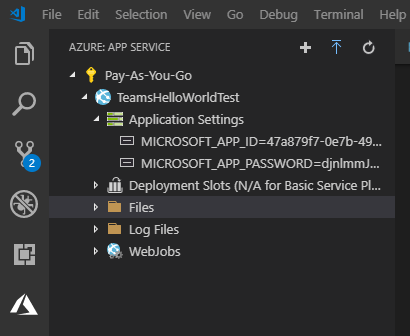 File Edit Selection View Go Debug Terminal Help
AZURE: APP SERVICE
Pay-As-You-Go
TeamsHelloWorldTest
Application Settings
MICROSOFT_APP_ID=47a879f7-0e7b-49...
MICROSOFT_APP_PASSWORD=djnlmmJ...
2
Deployment Slots (N/A for Basic Service Pl...
Files
Log Files
WebJobs